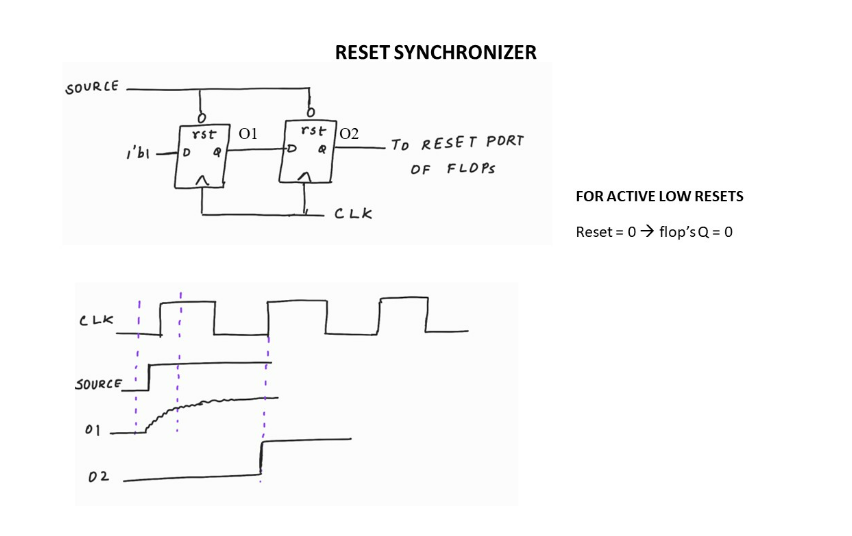 RESET SYNCHRONIZER
SOURCE
rst
O1
rst
O2
1'b1
D
Q
D
Q
TO RESET PORT
OF FLOPs
CLK
FOR ACTIVE LOW RESETS
Reset = 0 → flop's Q = 0
CLK
SOURCE
O1
O2